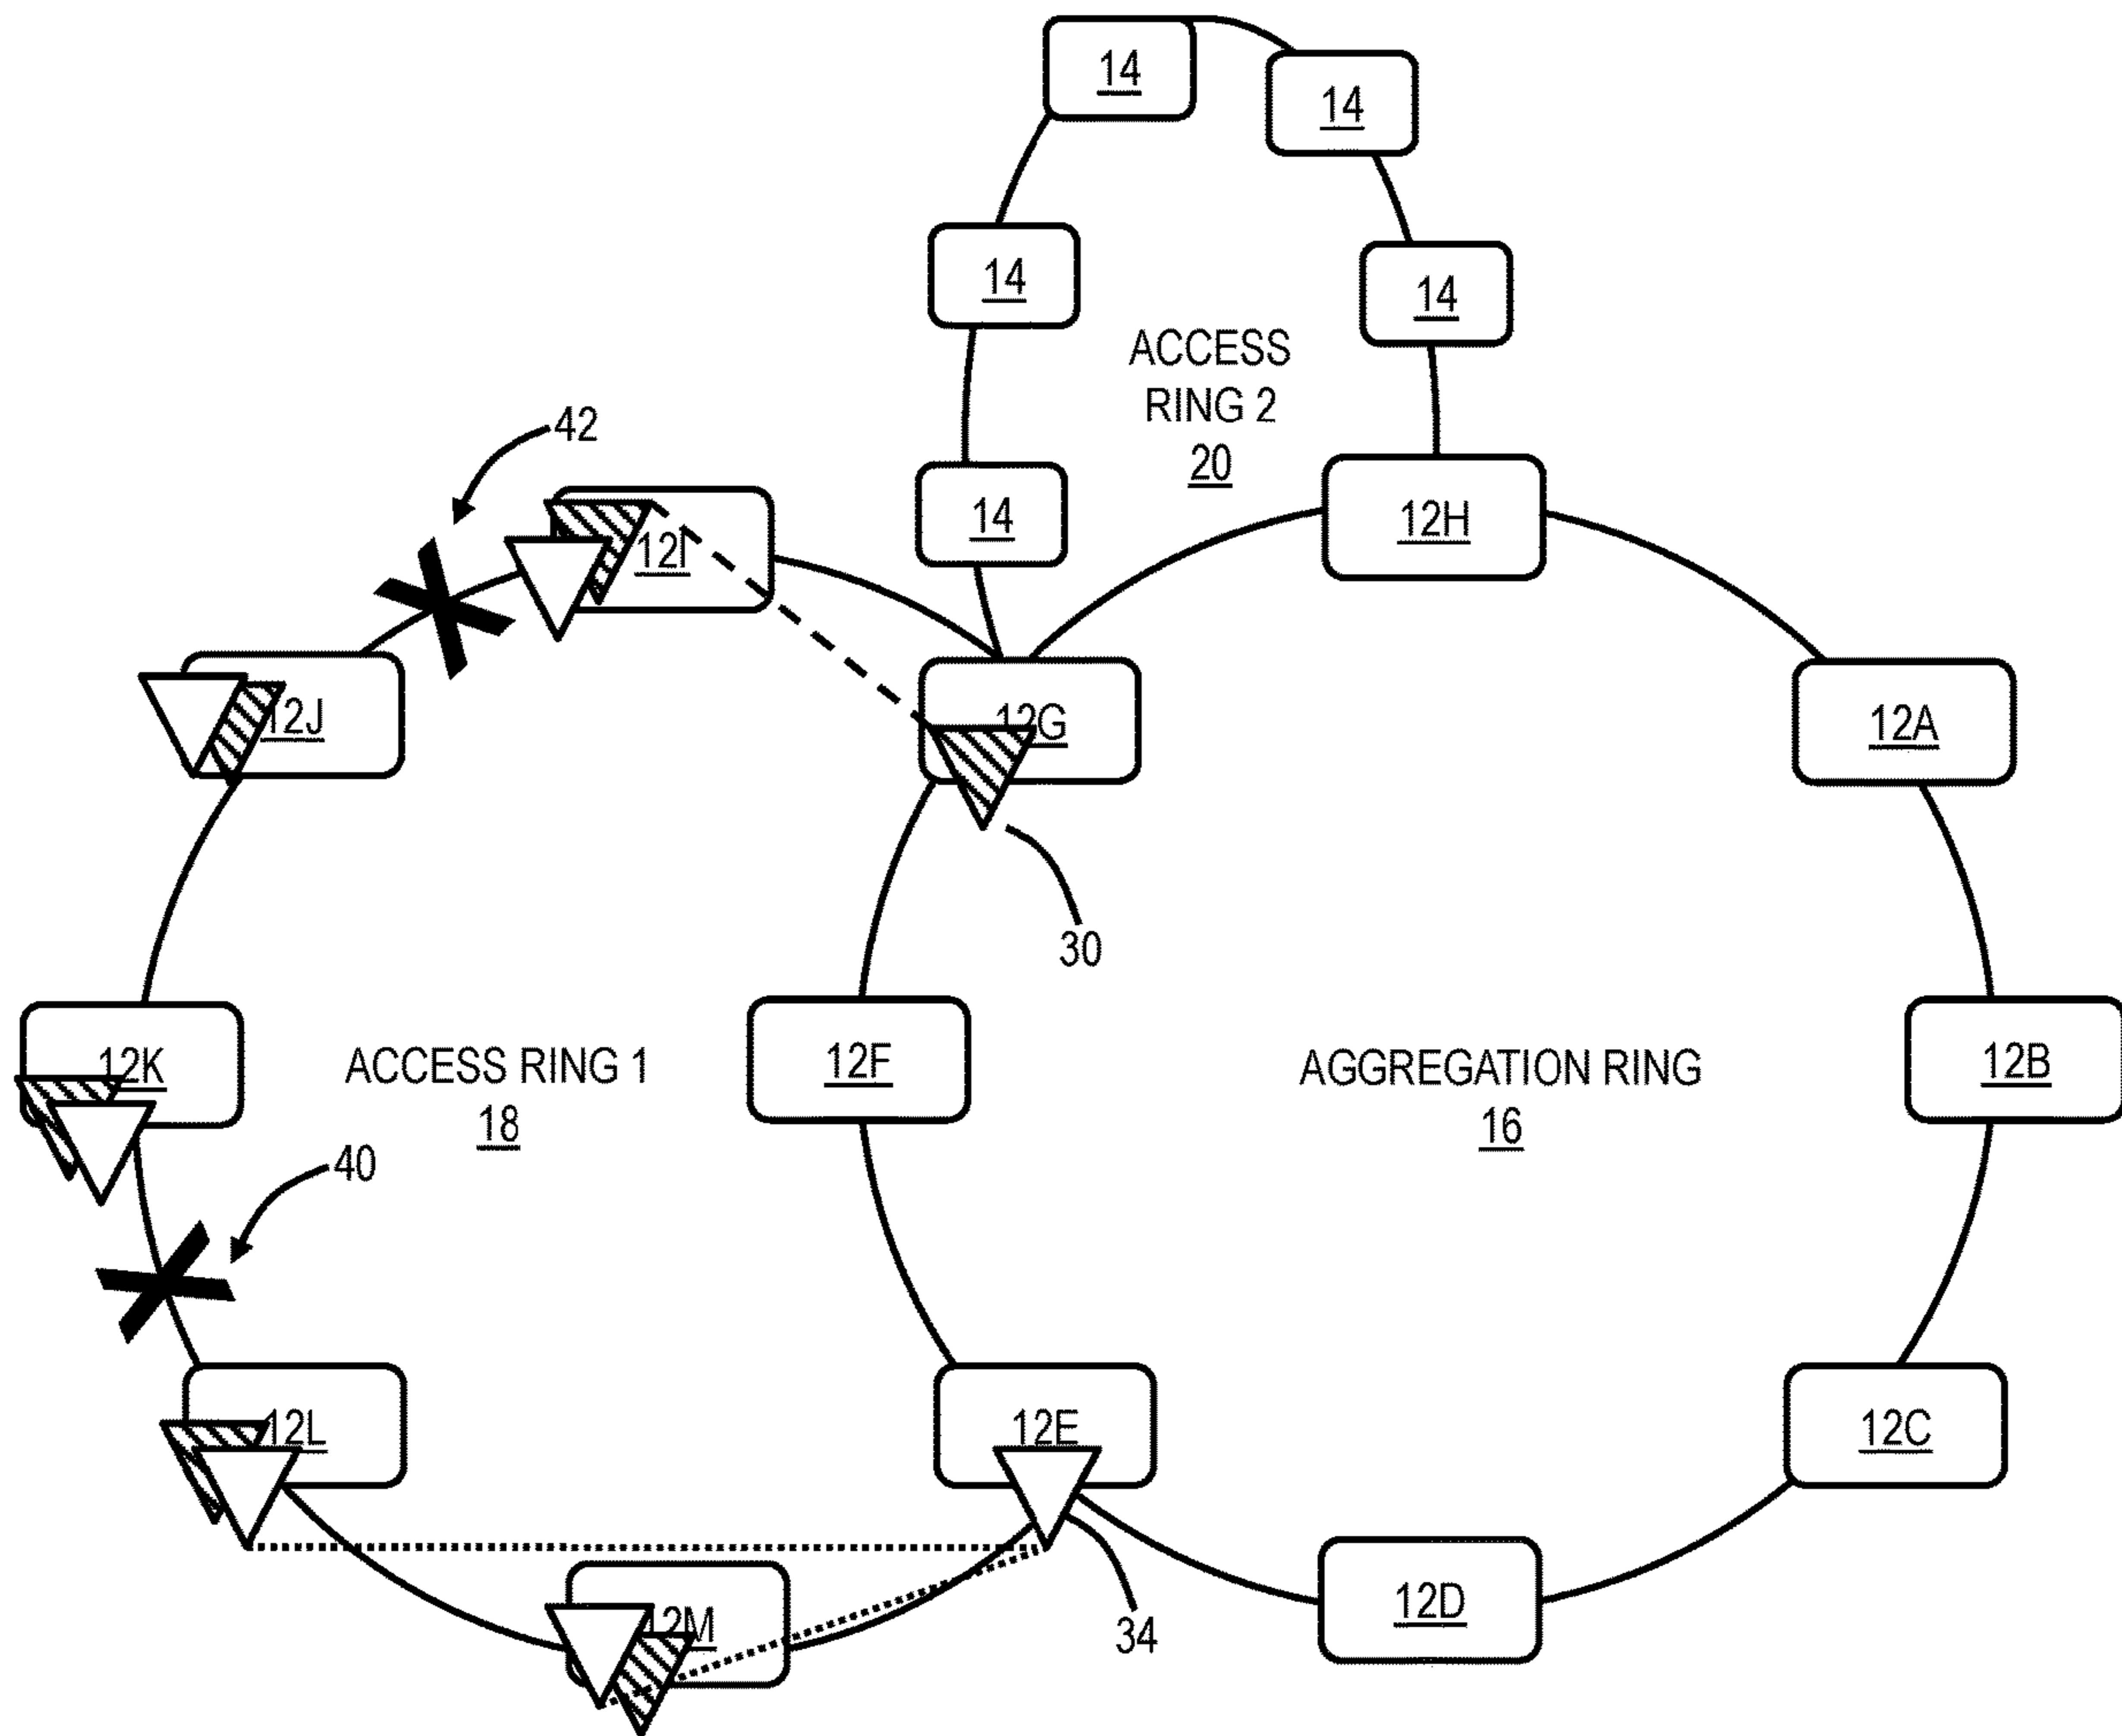 14
14
14
14
ACCESS
RING 2
20
42
14
12H
12I
12J
12G
12A
30
12K
ACCESS RING 1
18
12F
AGGREGATION RING
16
12B
40
12L
12E
12C
12M
34
12D